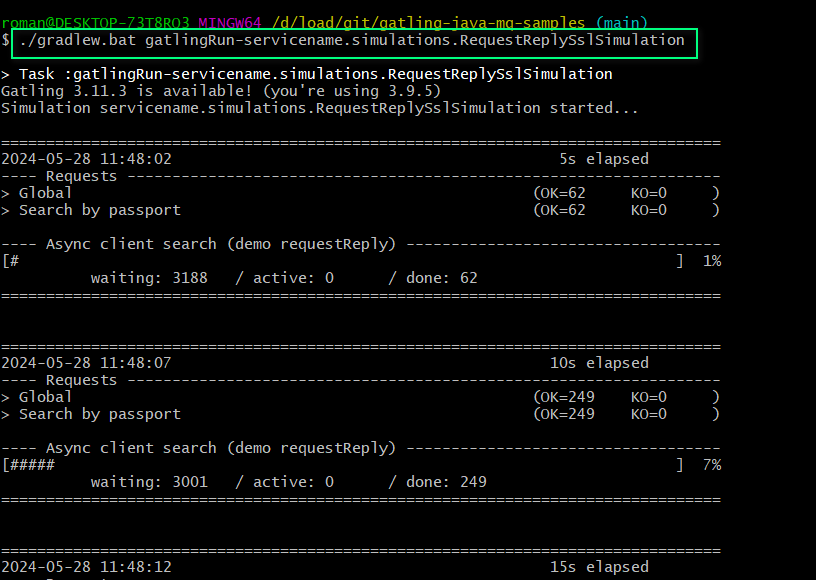 roman@DESKTOP-Z3T8RO3 MINGW64 /d/load/git/gatling-java-mq-samples (main)
$ ./gradlew.bat gatlingRun-servicename.simulations.RequestReplySslSimulation
> Task :gatlingRun-servicename.simulations.RequestReplySslSimulation
Gatling 3.11.3 is available! (you're using 3.9.5)
Simulation servicename.simulations.RequestReplySslSimulation started...
================================================================================
2024-05-28 11:48:02                                           5s elapsed
---- Requests ------------------------------------------------------------------
> Global                                                   (OK=62     KO=0     )
> Search by passport                                       (OK=62     KO=0     )
---- Async client search (demo requestReply) -----------------------------------
[#                                                                         ]  1%
          waiting: 3188   / active: 0      / done: 62
================================================================================
================================================================================
2024-05-28 11:48:07                                          10s elapsed
---- Requests ------------------------------------------------------------------
> Global                                                   (OK=249    KO=0     )
> Search by passport                                       (OK=249    KO=0     )
---- Async client search (demo requestReply) -----------------------------------
[#####                                                                     ]  7%
          waiting: 3001   / active: 0      / done: 249
================================================================================
================================================================================
2024-05-28 11:48:12                                          15s elapsed